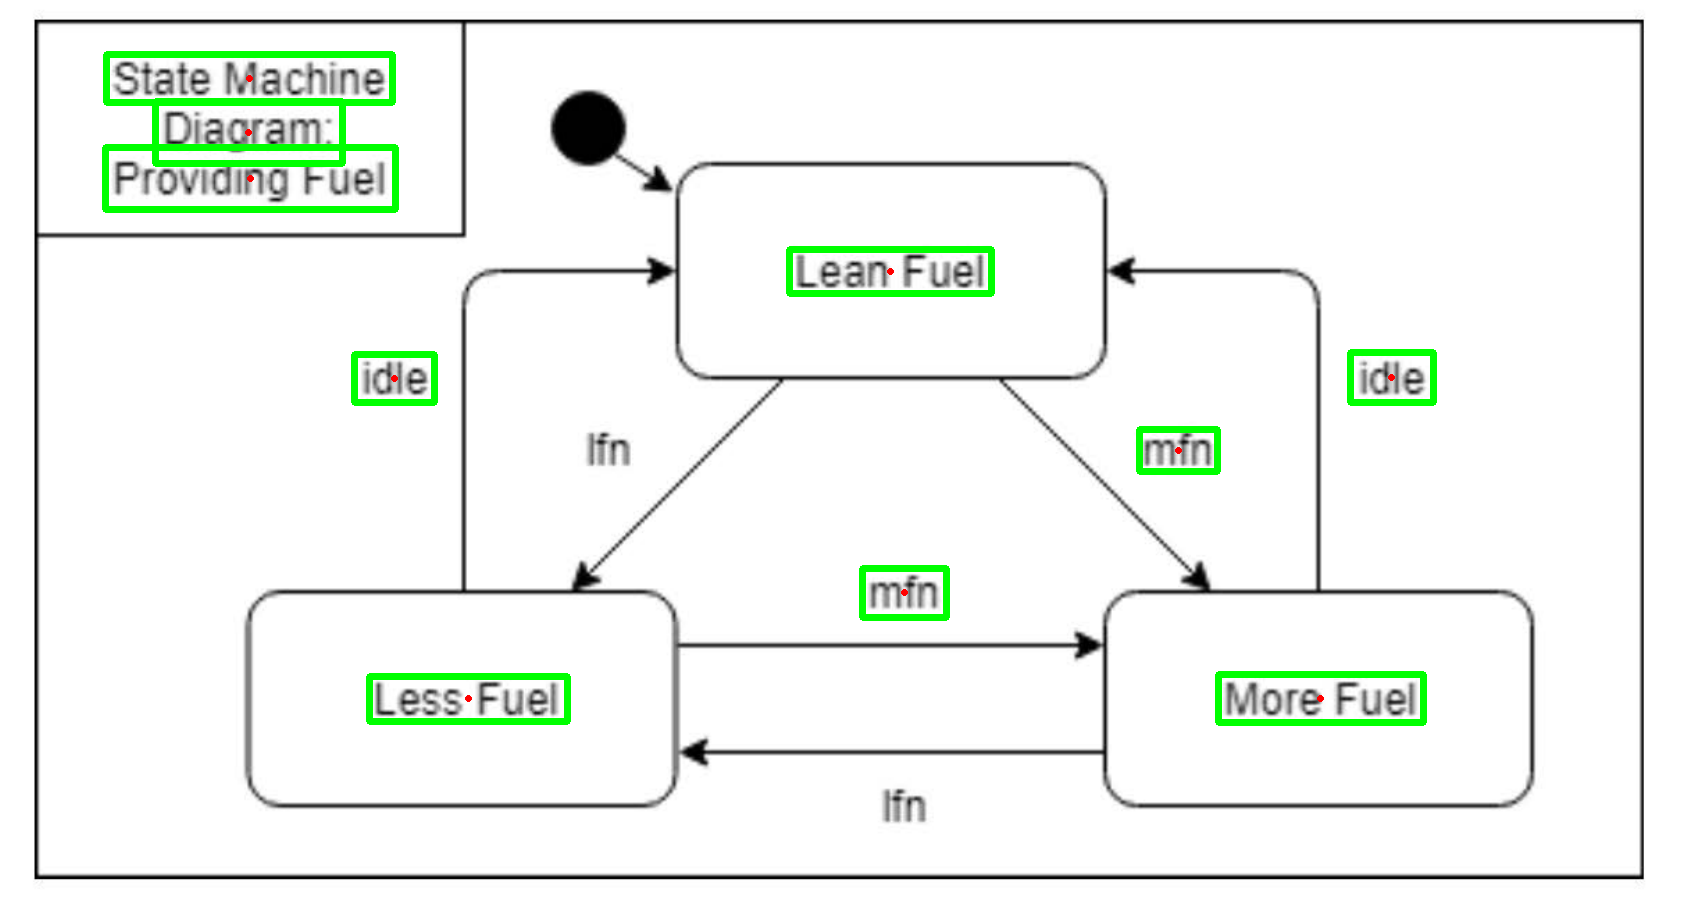 State Machine
Diagram:
Providing Fuel
Lean Fuel
idle
idle
lfn
mfn
mfn
Less Fuel
More Fuel
lfn